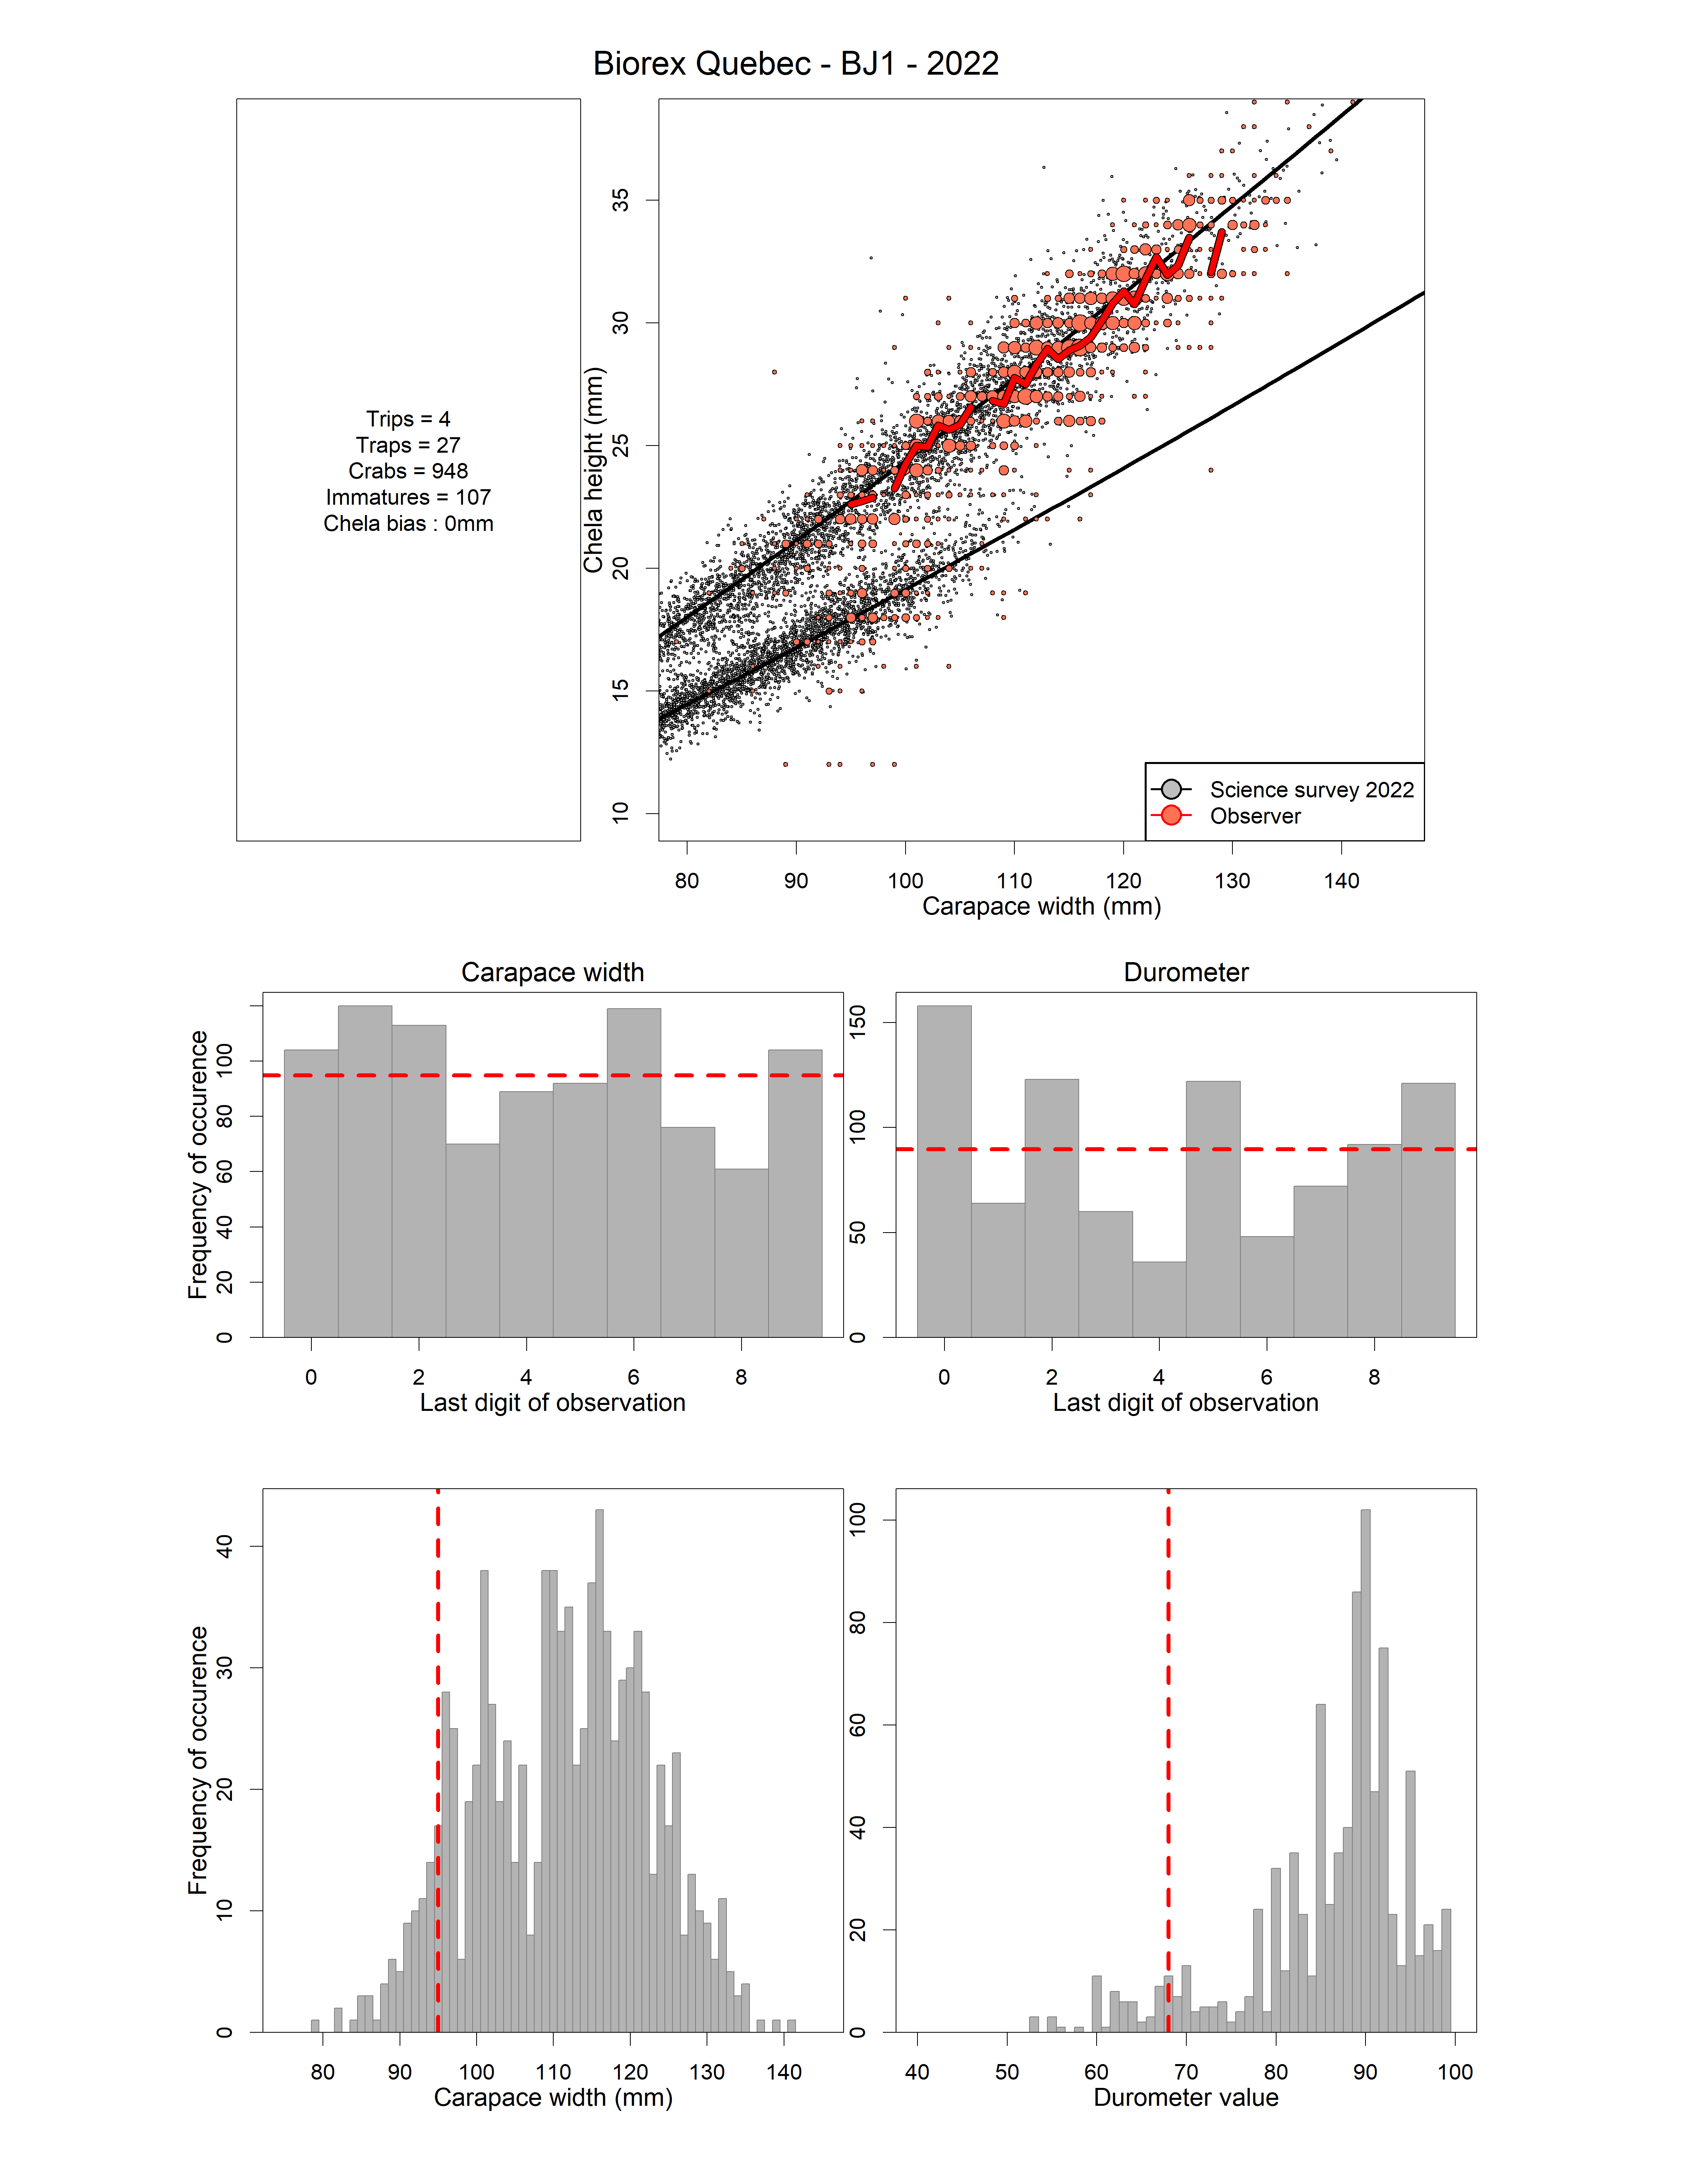 Biorex Quebec - BJ1 - 2022
Trips = 4
Traps = 27
Crabs = 948
Immatures = 107
Chela bias : 0mm
Chela height (mm)
35
30
25
20
15
10
Science survey 2022
Observer
80 90 100 110 120 130 140
Carapace width (mm)
Carapace width
Frequency of occurence
100
80
60
40
20
0
0 2 4 6 8
Last digit of observation
Durometer
150
100
50
0
0 2 4 6 8
Last digit of observation
Frequency of occurence
40
30
20
10
0
80 90 100 110 120 130 140
Carapace width (mm)
100
80
60
40
20
0
40 50 60 70 80 90 100
Durometer value